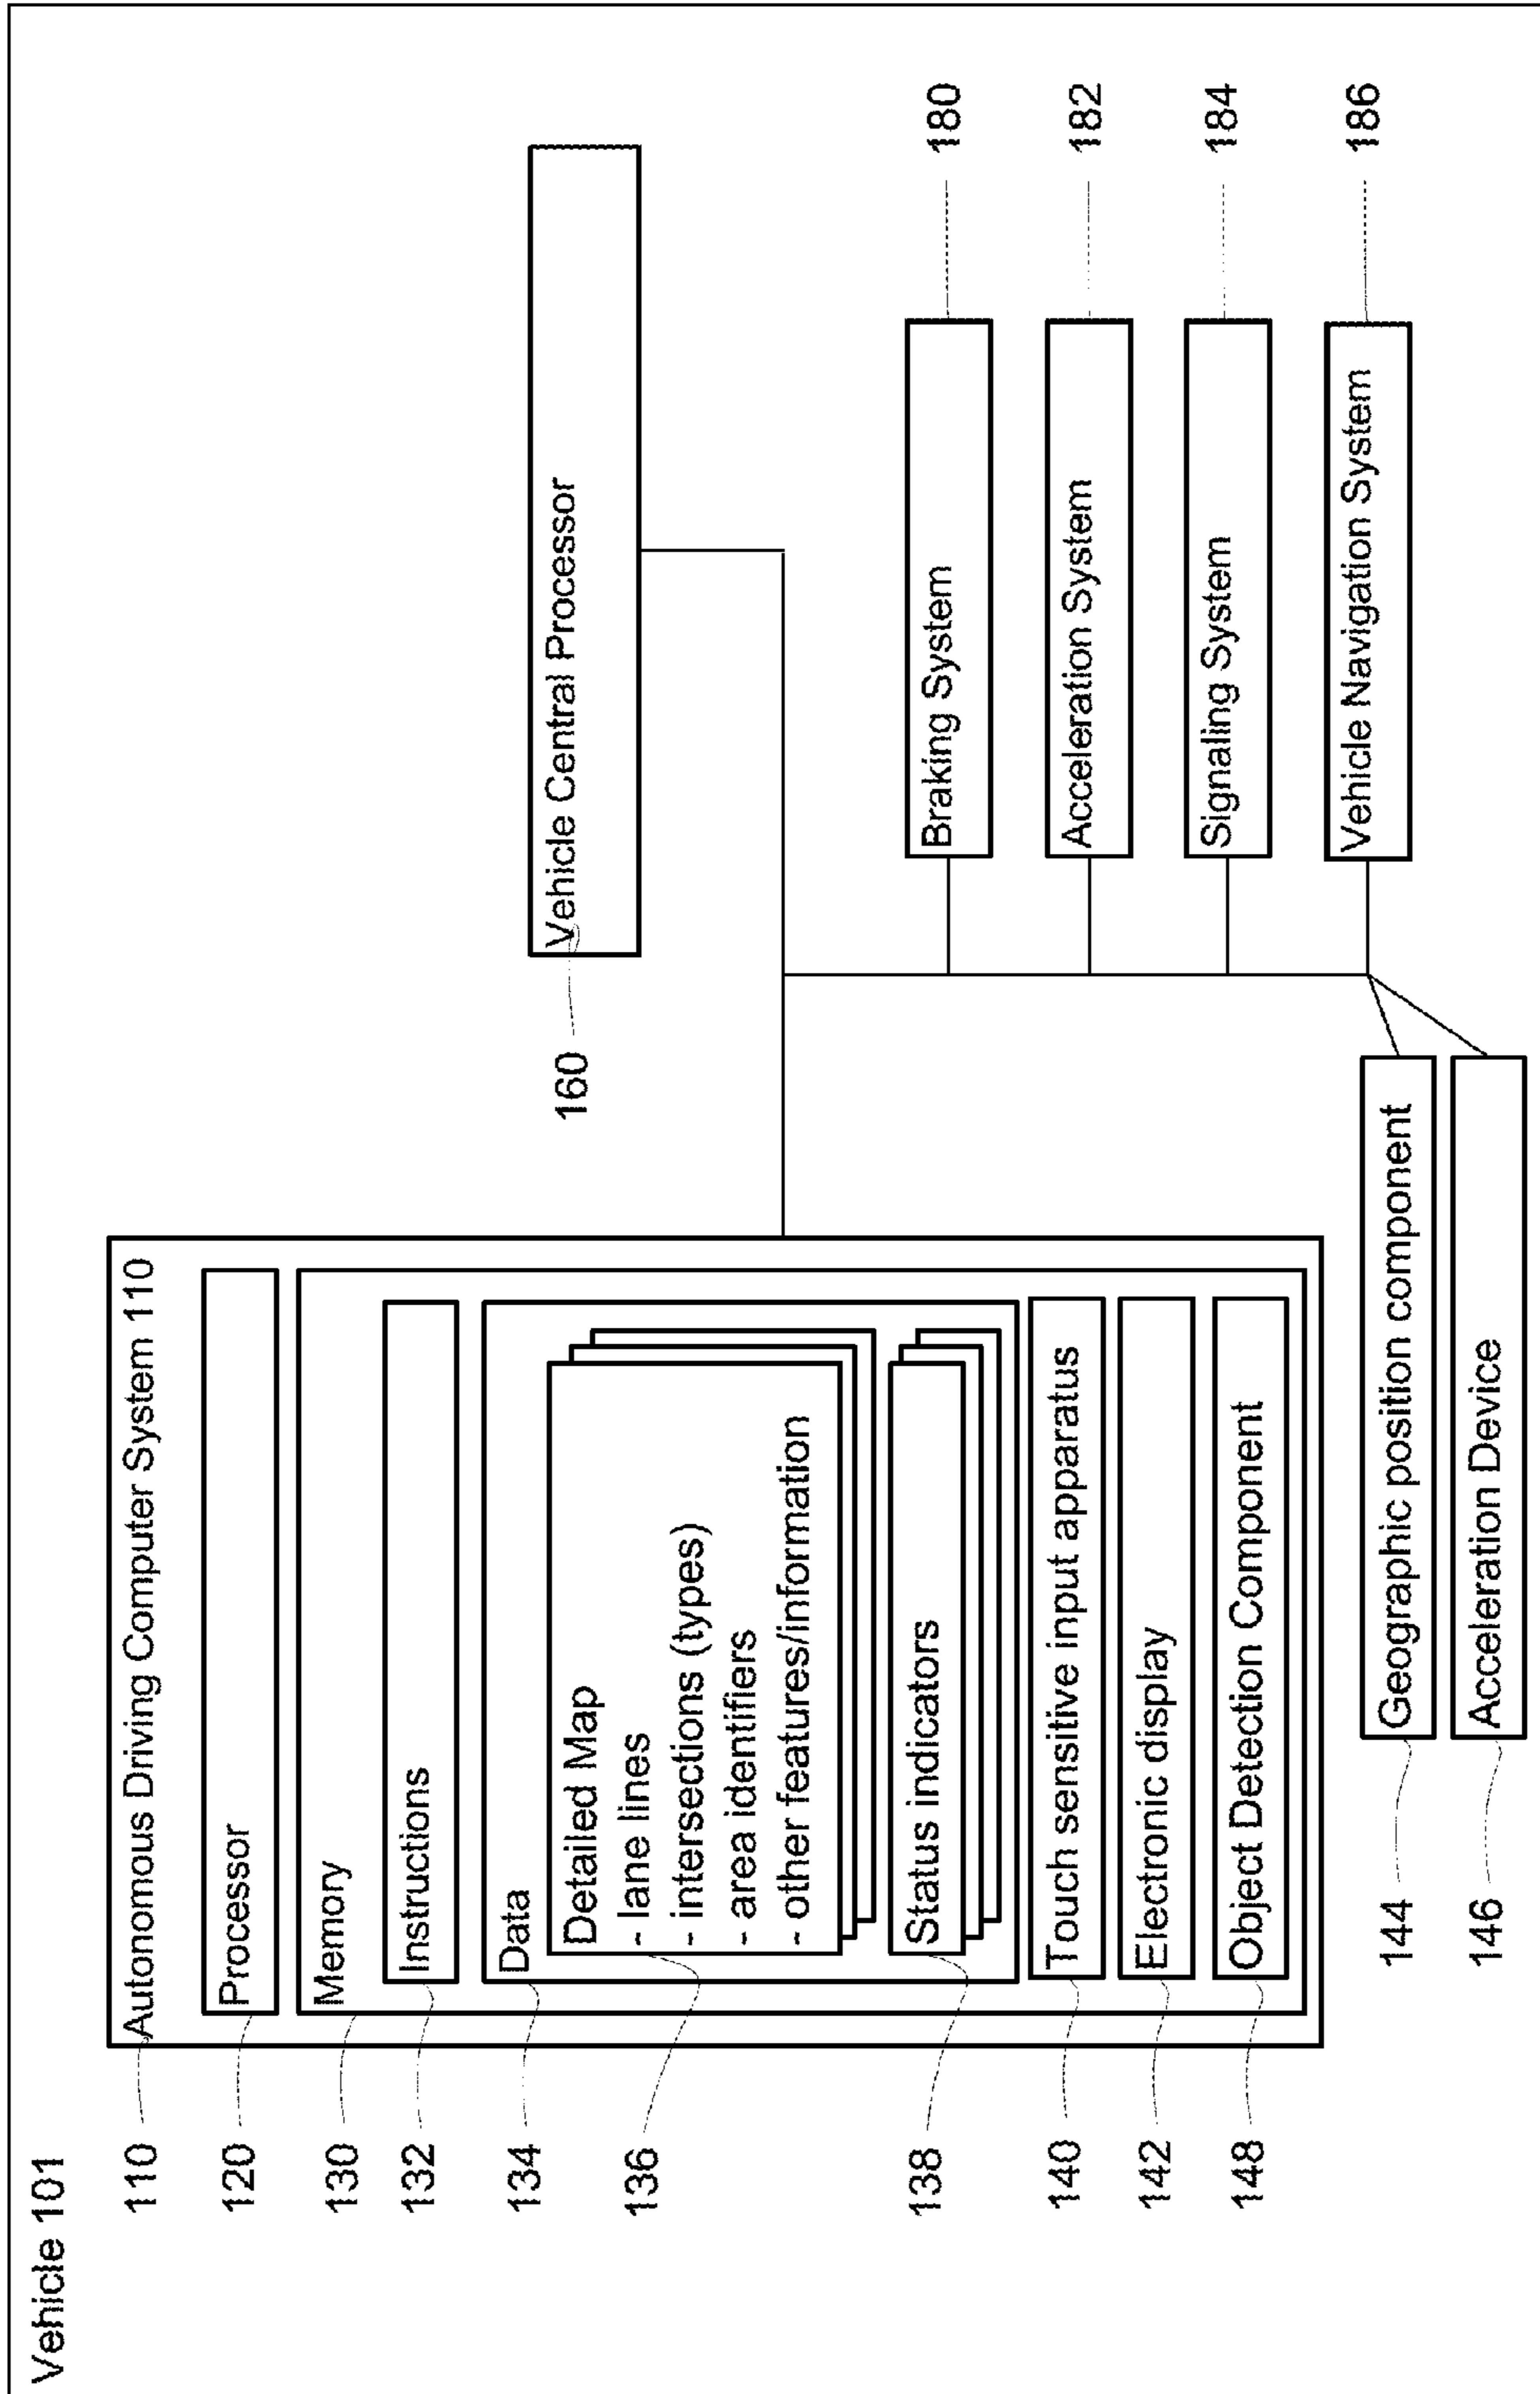 Vehicle 101
110
Autonomous Driving Computer System 110
120
Processor
130
Memory
132
Instructions
134
Data
136
Detailed Map
- lane lines
- intersections (types)
- area identifiers
- other features/information
138
Status indicators
140
Touch sensitive input apparatus
142
Electronic display
148
Object Detection Component
144
Geographic position component
146
Acceleration Device
160
Vehicle Central Processor
Braking System
180
Acceleration System
182
Signaling System
184
Vehicle Navigation System
186